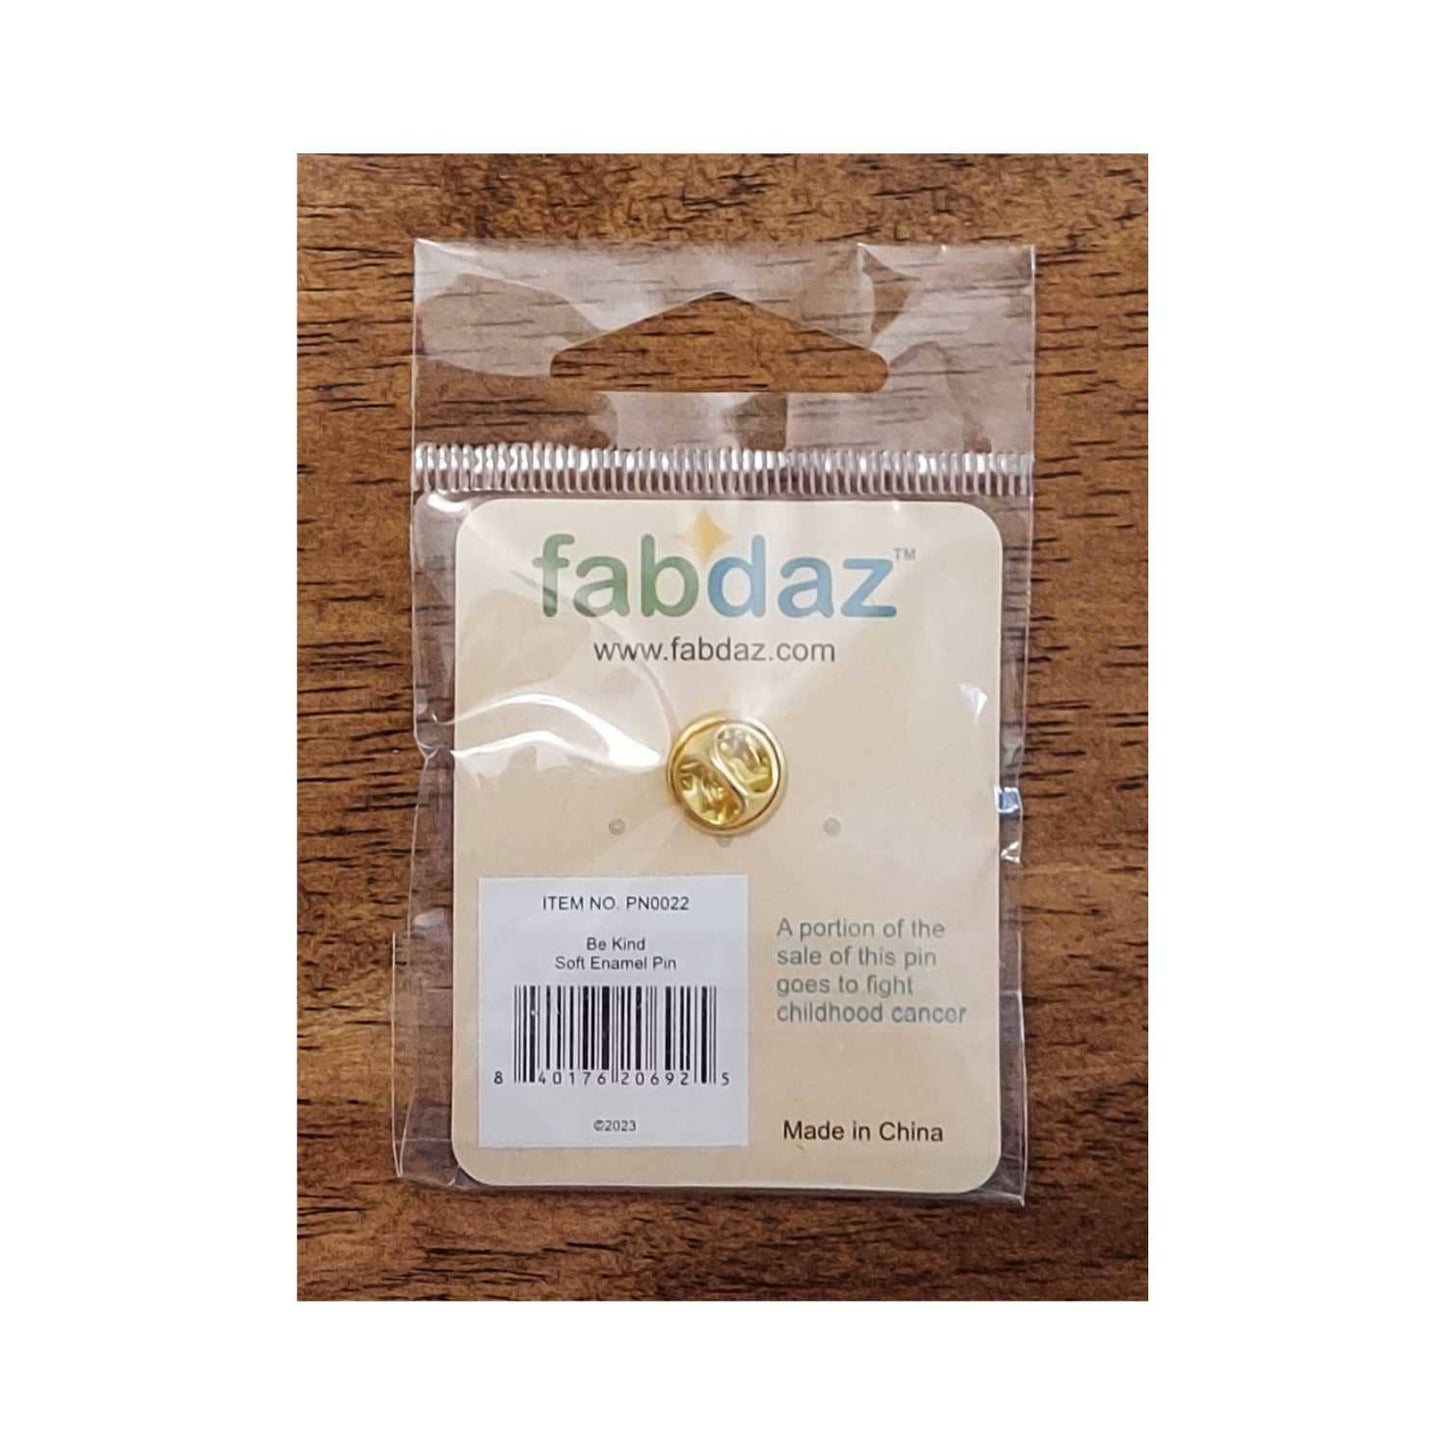 fabdaz™
www.fabdaz.com
ITEM NO. PN0022
Be Kind
Soft Enamel Pin
8 40176 20692 5
©2023
A portion of the
sale of this pin
goes to fight
childhood cancer
Made in China